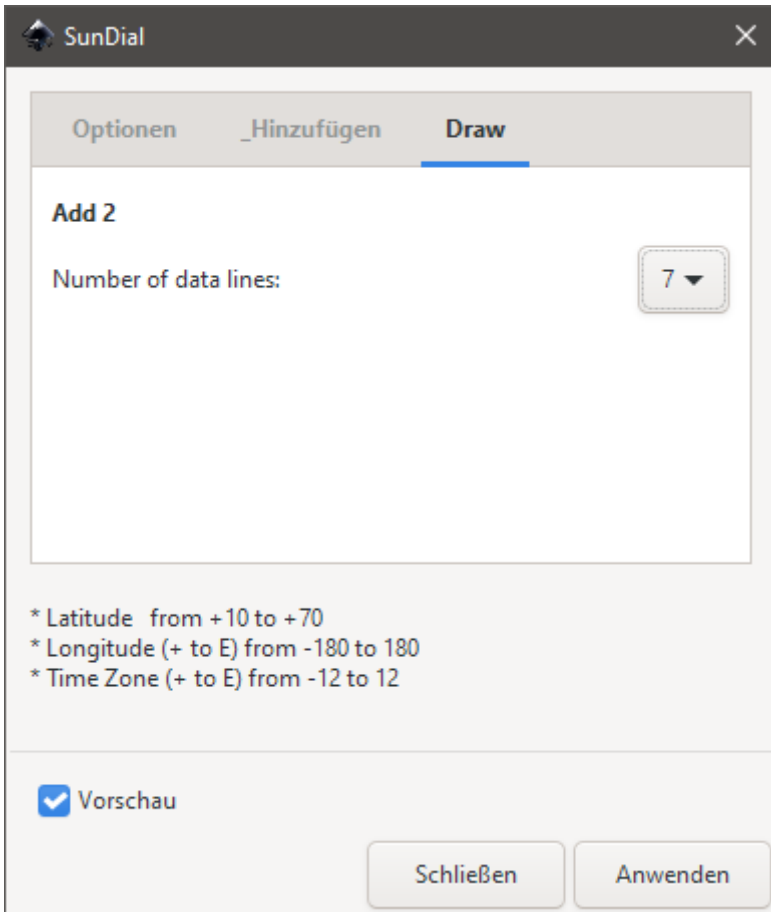 SunDial
Optionen _Hinzufügen Draw
Add 2
Number of data lines: 7
* Latitude from +10 to +70
* Longitude (+ to E) from -180 to 180
* Time Zone (+ to E) from -12 to 12
Vorschau
Schließen Anwenden